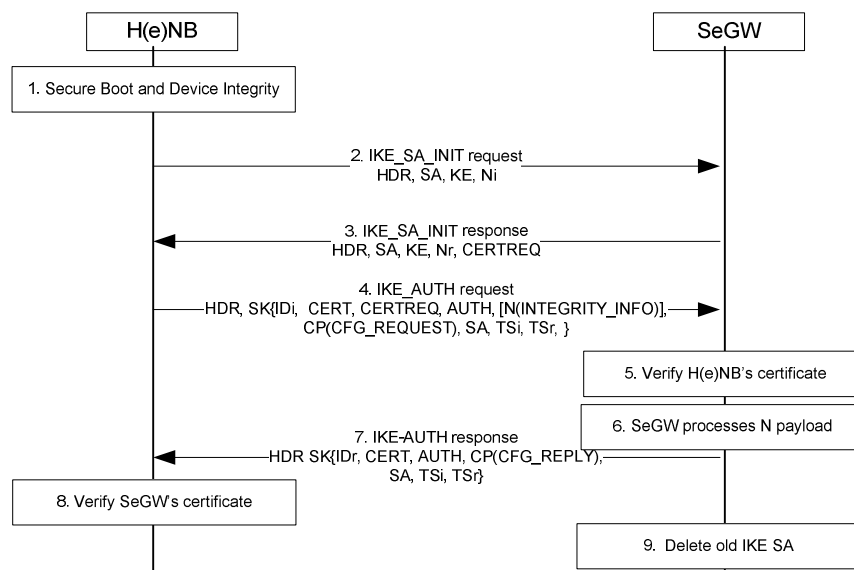 H(e)NB
SeGW
1. Secure Boot and Device Integrity
2. IKE_SA_INIT request
HDR, SA, KE, Ni
3. IKE_SA_INIT response
HDR, SA, KE, Nr, CERTREQ
4. IKE_AUTH request
HDR, SK{IDi, CERT, CERTREQ, AUTH, [N(INTEGRITY_INFO)],
CP(CFG_REQUEST), SA, TSi, TSr, }
5. Verify H(e)NB's certificate
6. SeGW processes N payload
7. IKE-AUTH response
HDR SK{IDr, CERT, AUTH, CP(CFG_REPLY),
SA, TSi, TSr}
8. Verify SeGW's certificate
9. Delete old IKE SA